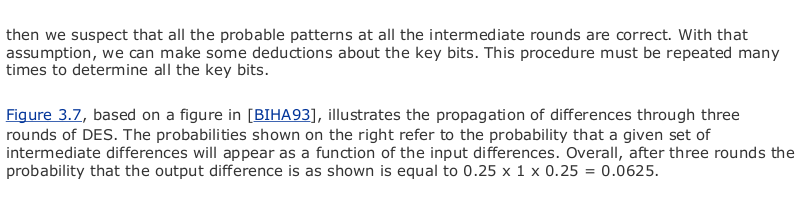 then we suspect that all the probable patterns at all the intermediate rounds are correct. With that
assumption, we can make some deductions about the key bits. This procedure must be repeated many
times to determine all the key bits.
Figure 3.7, based on a figure in [BIHA93], illustrates the propagation of differences through three
rounds of DES. The probabilities shown on the right refer to the probability that a given set of
intermediate differences will appear as a function of the input differences. Overall, after three rounds the
probability that the output difference is as shown is equal to 0.25 x 1 x 0.25 = 0.0625.